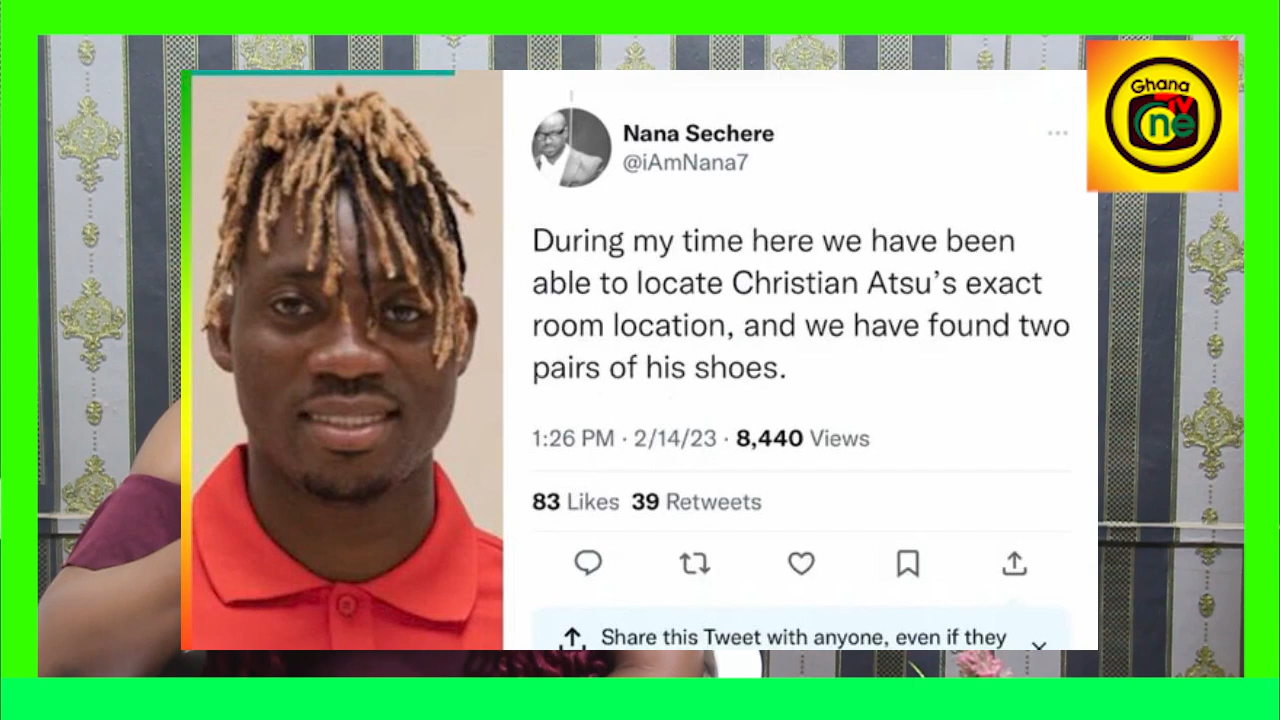 Ghana
TV
One
Nana Sechere
@iAmNana7
During my time here we have been
able to locate Christian Atsu’s exact
room location, and we have found two
pairs of his shoes.
1:26 PM · 2/14/23 · 8,440 Views
83 Likes 39 Retweets
Share this Tweet with anyone, even if they